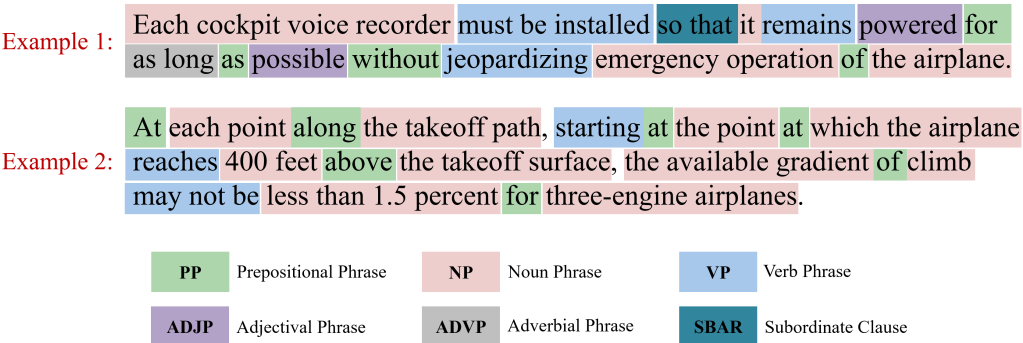 Example 1:
Each cockpit voice recorder must be installed so that it remains powered for
as long as possible without jeopardizing emergency operation of the airplane.
Example 2:
At each point along the takeoff path, starting at the point at which the airplane
reaches 400 feet above the takeoff surface, the available gradient of climb
may not be less than 1.5 percent for three-engine airplanes.
PP Prepositional Phrase NP Noun Phrase VP Verb Phrase
ADJP Adjectival Phrase ADVP Adverbial Phrase SBAR Subordinate Clause